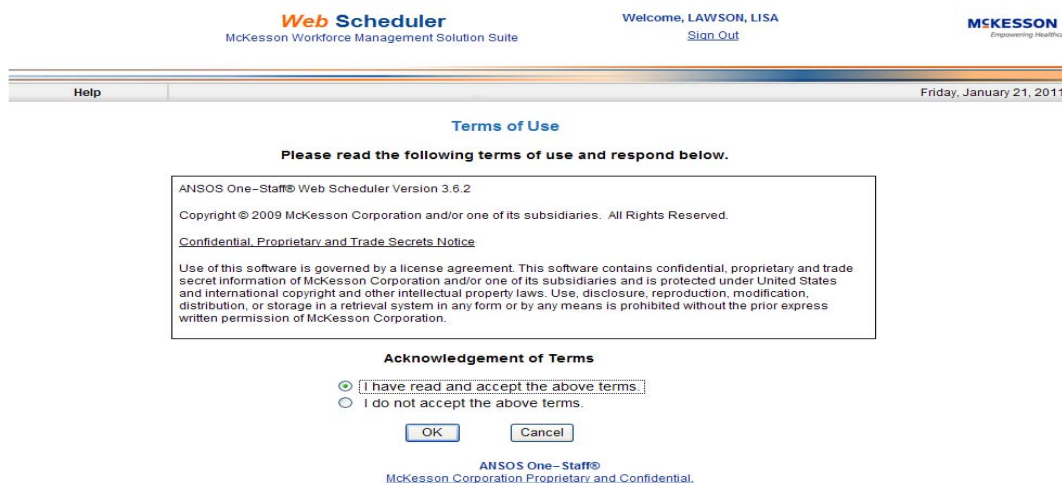 Web Scheduler
McKesson Workforce Management Solution Suite
Welcome, LAWSON, LISA
Sign Out
MCKESSON
Empowering Healthca
Help
Friday, January 21, 2011
Terms of Use
Please read the following terms of use and respond below.
ANSOS One-Staff® Web Scheduler Version 3.6.2
Copyright © 2009 McKesson Corporation and/or one of its subsidiaries. All Rights Reserved.
Confidential, Proprietary and Trade Secrets Notice
Use of this software is governed by a license agreement. This software contains confidential, proprietary and trade
secret information of McKesson Corporation and/or one of its subsidiaries and is protected under United States
and international copyright and other intellectual property laws. Use, disclosure, reproduction, modification,
distribution, or storage in a retrieval system in any form or by any means is prohibited without the prior express
written permission of McKesson Corporation.
Acknowledgement of Terms
I have read and accept the above terms.
I do not accept the above terms.
OK
Cancel
ANSOS One-Staff®
McKesson Corporation Proprietary and Confidential.